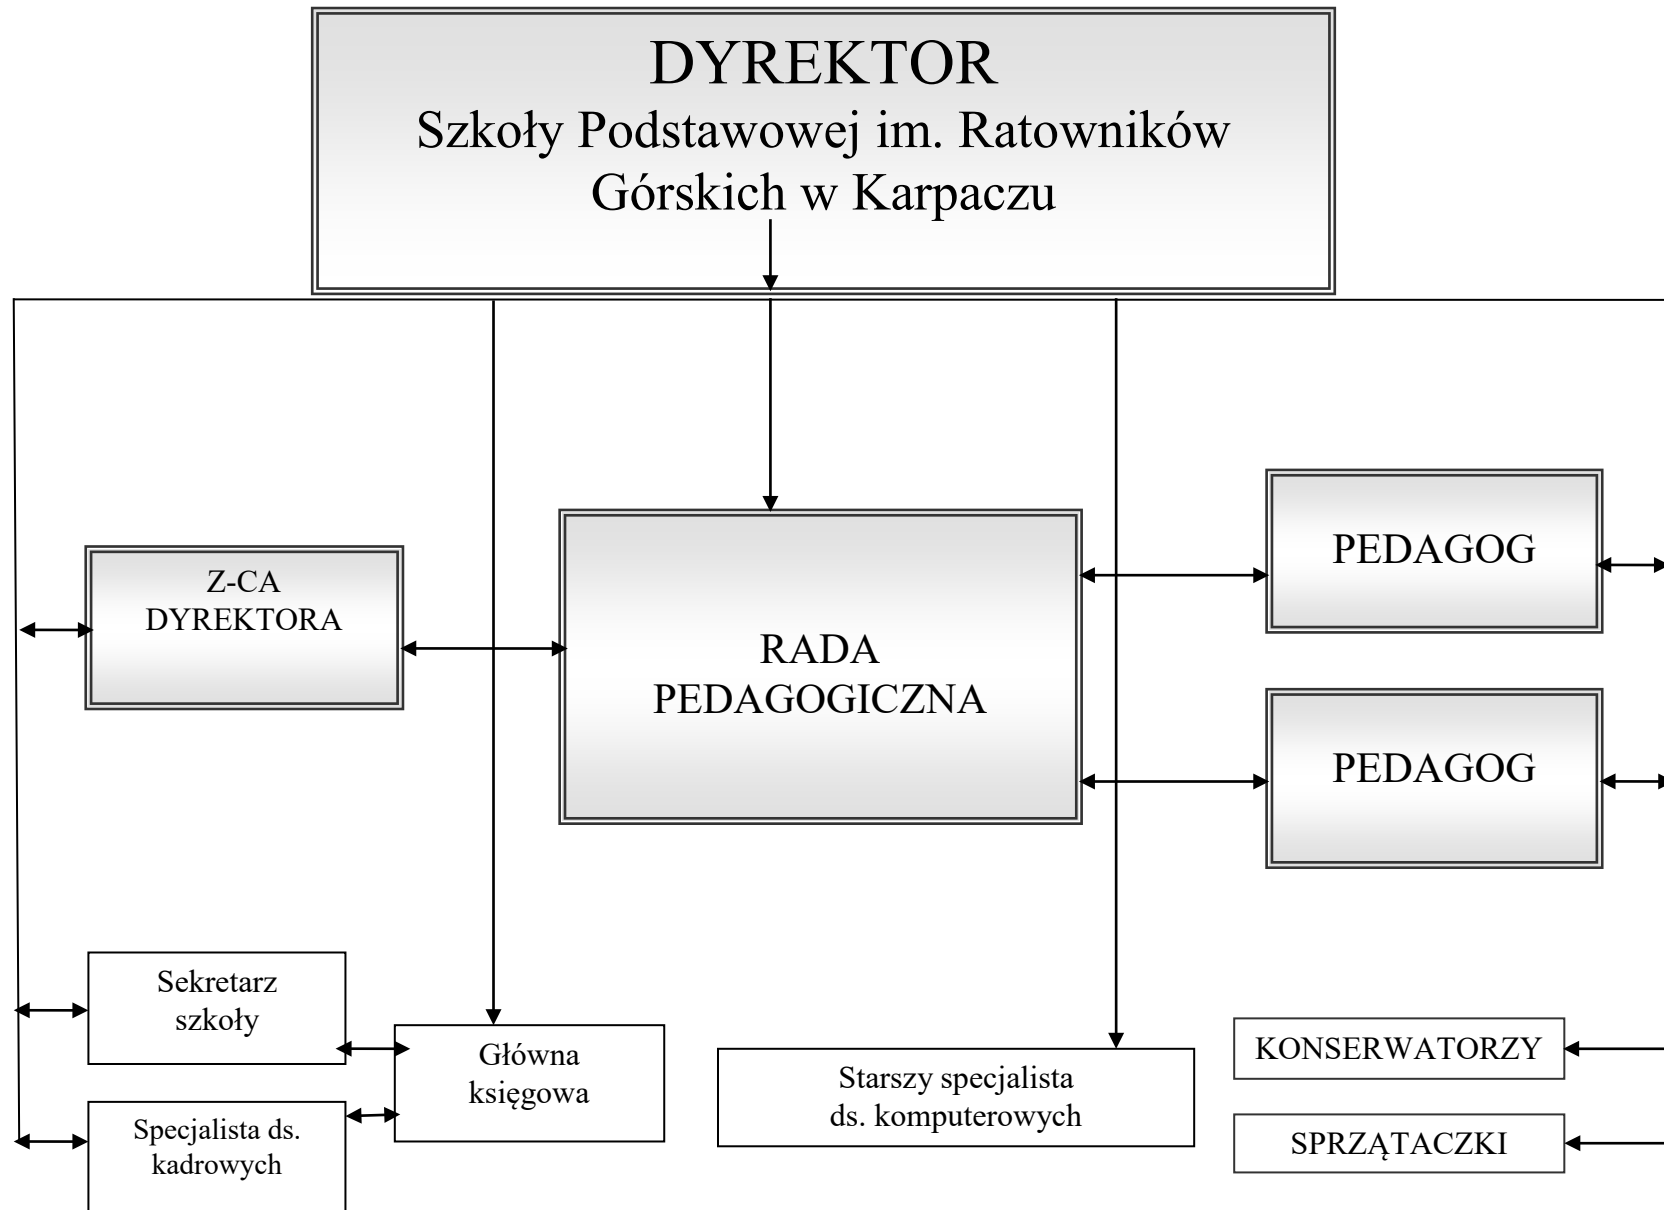 DYREKTOR
Szkoły Podstawowej im. Ratowników
Górskich w Karpaczu
Z-CA
DYREKTORA
RADA
PEDAGOGICZNA
PEDAGOG
PEDAGOG
Sekretarz
szkoły
Główna
księgowa
Specjalista ds.
kadrowych
Starszy specjalista
ds. komputerowych
KONSERWATORZY
SPRZĄTACZKI